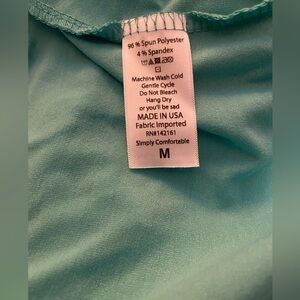 96 % Spun Polyester
4 % Spandex
Machine Wash Cold
Gentle Cycle
Do Not Bleach
Hang Dry
or you'll be sad
MADE IN USA
Fabric Imported
RN#142161
Simply Comfortable
M